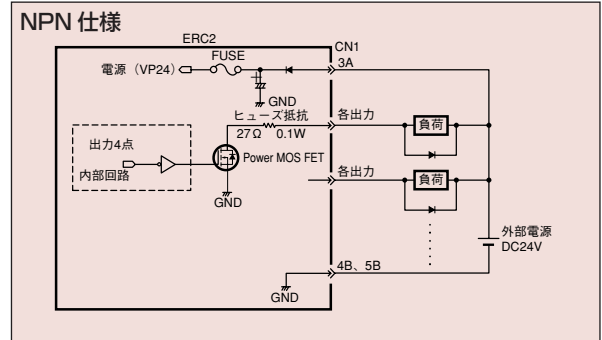 NPN 仕様
ERC2
CN1
FUSE
3A
電源（VP24）
GND
ヒューズ抵抗
27Ω 0.1W
各出力
負荷
出力4点
内部回路
Power MOS FET
各出力
負荷
GND
外部電源
DC24V
4B、5B
GND